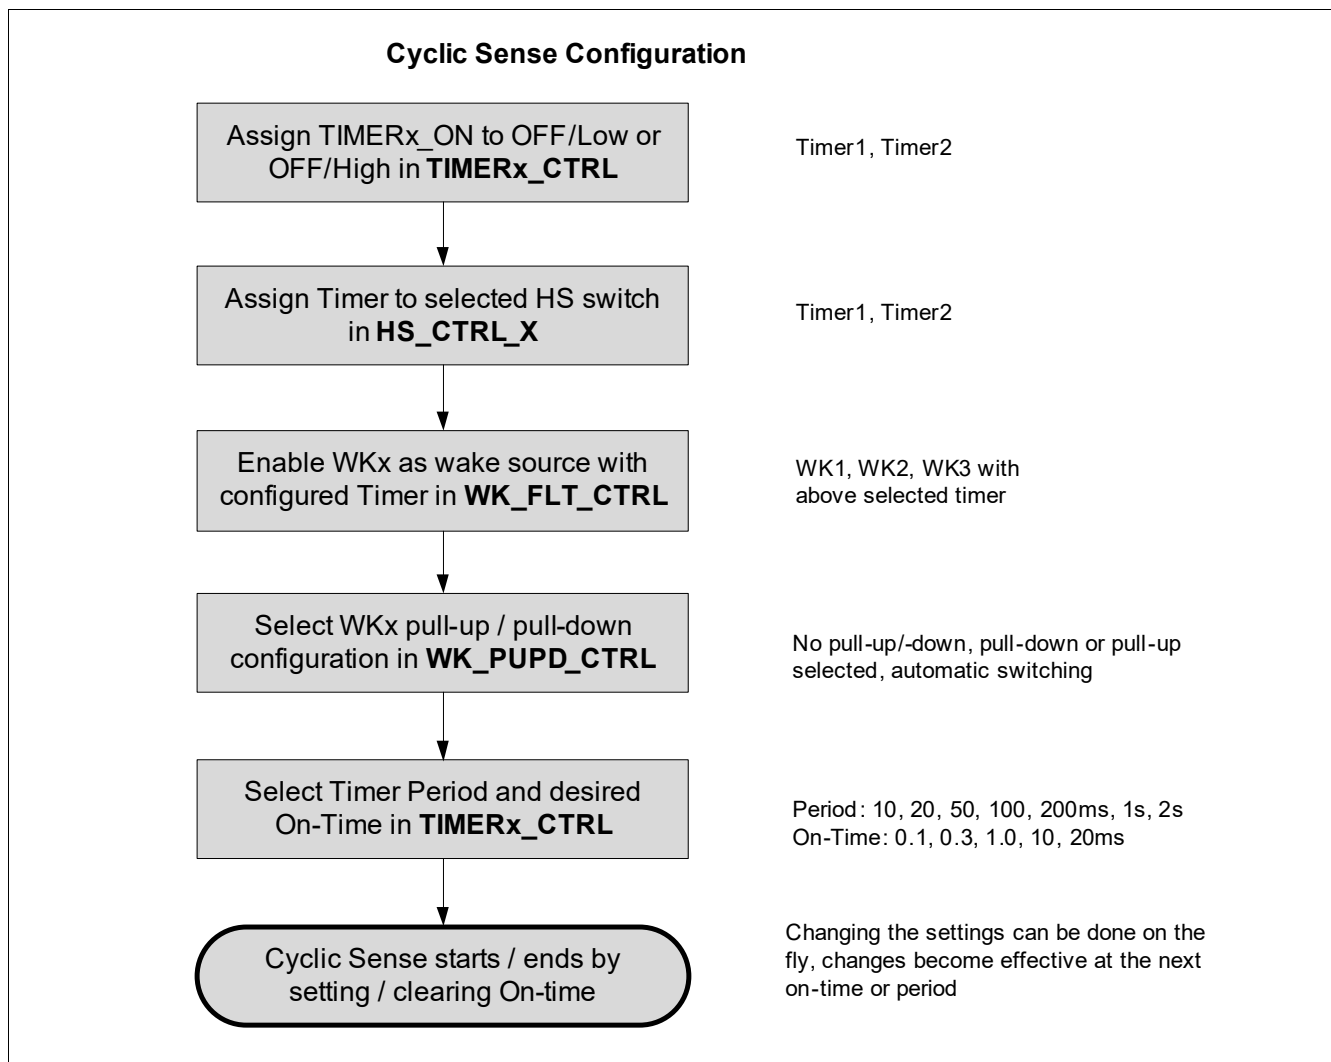 Cyclic Sense Configuration
Assign TIMERx_ON to OFF/Low or
OFF/High in TIMERx_CTRL
Timer1, Timer2
Assign Timer to selected HS switch
in HS_CTRL_X
Timer1, Timer2
Enable WKx as wake source with
configured Timer in WK_FLT_CTRL
WK1, WK2, WK3 with
above selected timer
Select WKx pull-up / pull-down
configuration in WK_PUPD_CTRL
No pull-up/-down, pull-down or pull-up
selected, automatic switching
Select Timer Period and desired
On-Time in TIMERx_CTRL
Period: 10, 20, 50, 100, 200ms, 1s, 2s
On-Time: 0.1, 0.3, 1.0, 10, 20ms
Cyclic Sense starts / ends by
setting / clearing On-time
Changing the settings can be done on the
fly, changes become effective at the next
on-time or period